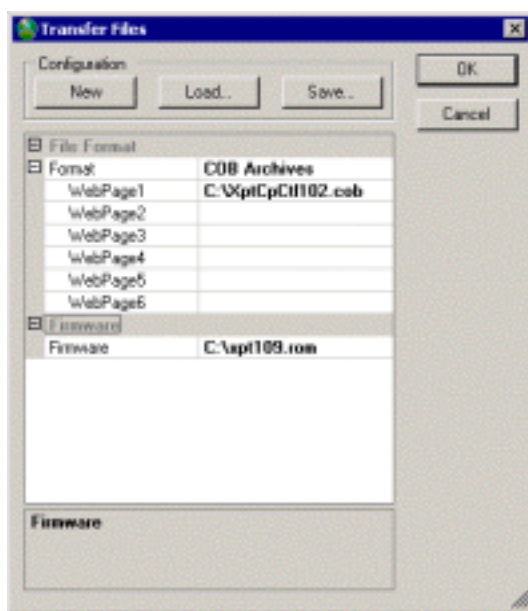 Transfer Files
Configuration
New Load... Save...
OK
Cancel
File Format
Format COB Archives
WebPage1 C:\XptCpCtl102.cob
WebPage2
WebPage3
WebPage4
WebPage5
WebPage6
Firmware
Firmware C:\xpt109.rom
Firmware